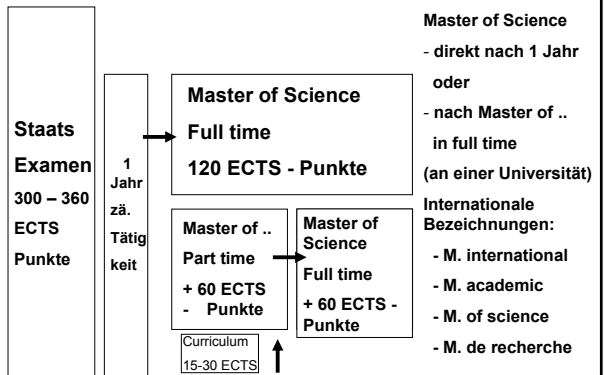 Staats
Examen
300 – 360
ECTS
Punkte
1
Jahr
zä.
Tätig
keit
Master of Science
Full time
120 ECTS - Punkte
Master of ..
Part time
+ 60 ECTS
- Punkte
Master of
Science
Full time
+ 60 ECTS -
Punkte
Curriculum
15-30 ECTS
Master of Science
- direkt nach 1 Jahr
oder
- nach Master of ..
in full time
(an einer Universität)
Internationale
Bezeichnungen:
- M. international
- M. academic
- M. of science
- M. de recherche